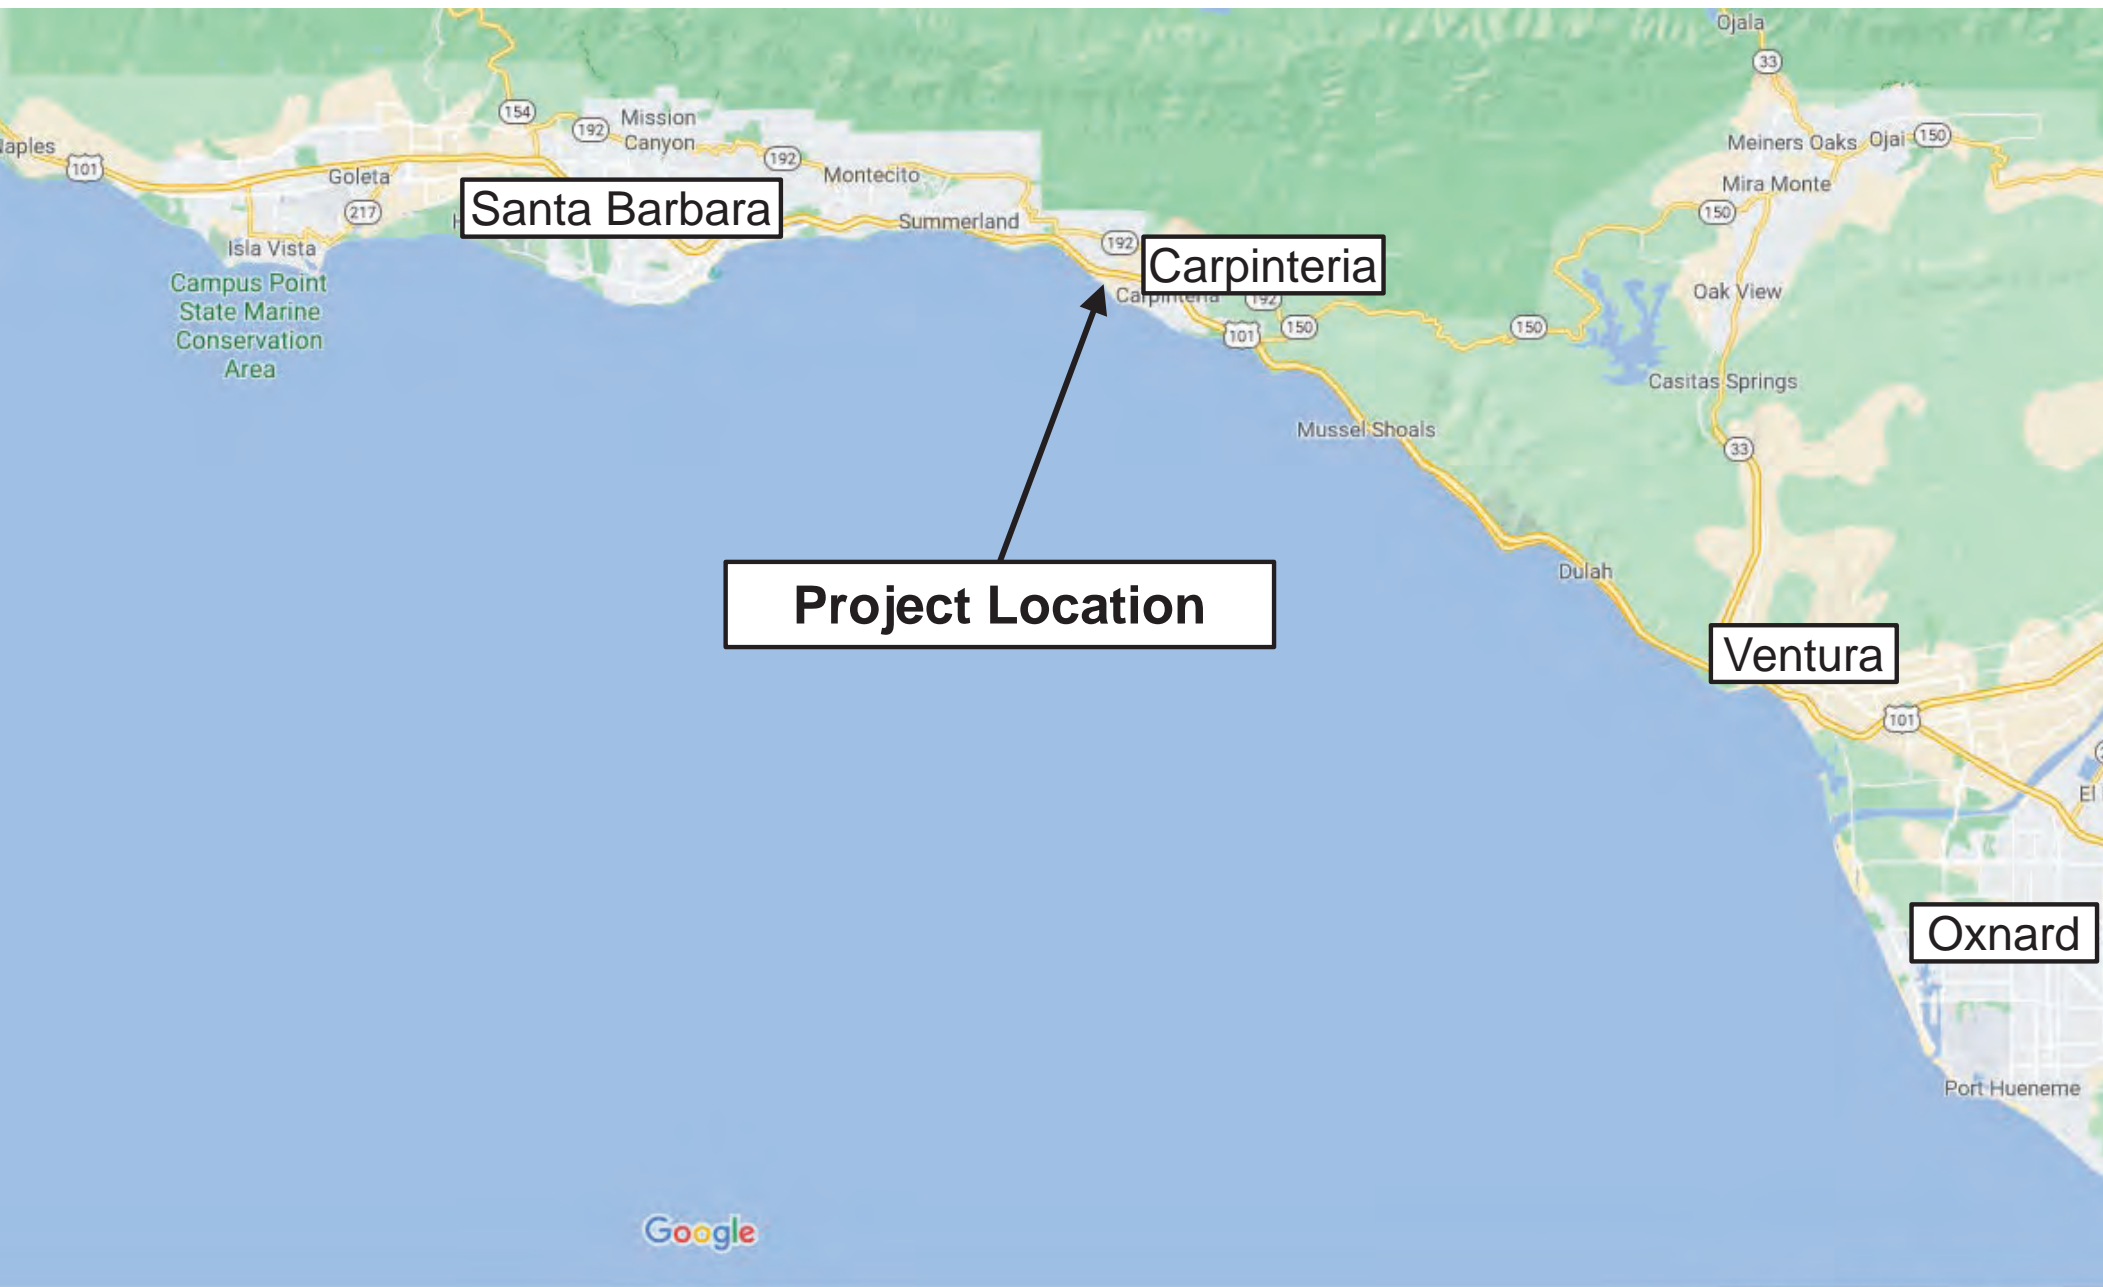 Ojala
33
154
Mission
Canyon
192
192
Meiners Oaks
Ojai
150
101
Goleta
Montecito
Mira Monte
217
Santa Barbara
Summerland
150
Isla Vista
192
Carpinteria
Campus Point
State Marine
Conservation
Area
Oak View
Carpinteria
192
101
150
150
Casitas Springs
Mussel Shoals
33
Dulah
Project Location
Ventura
101
El
Oxnard
Port Hueneme
Google